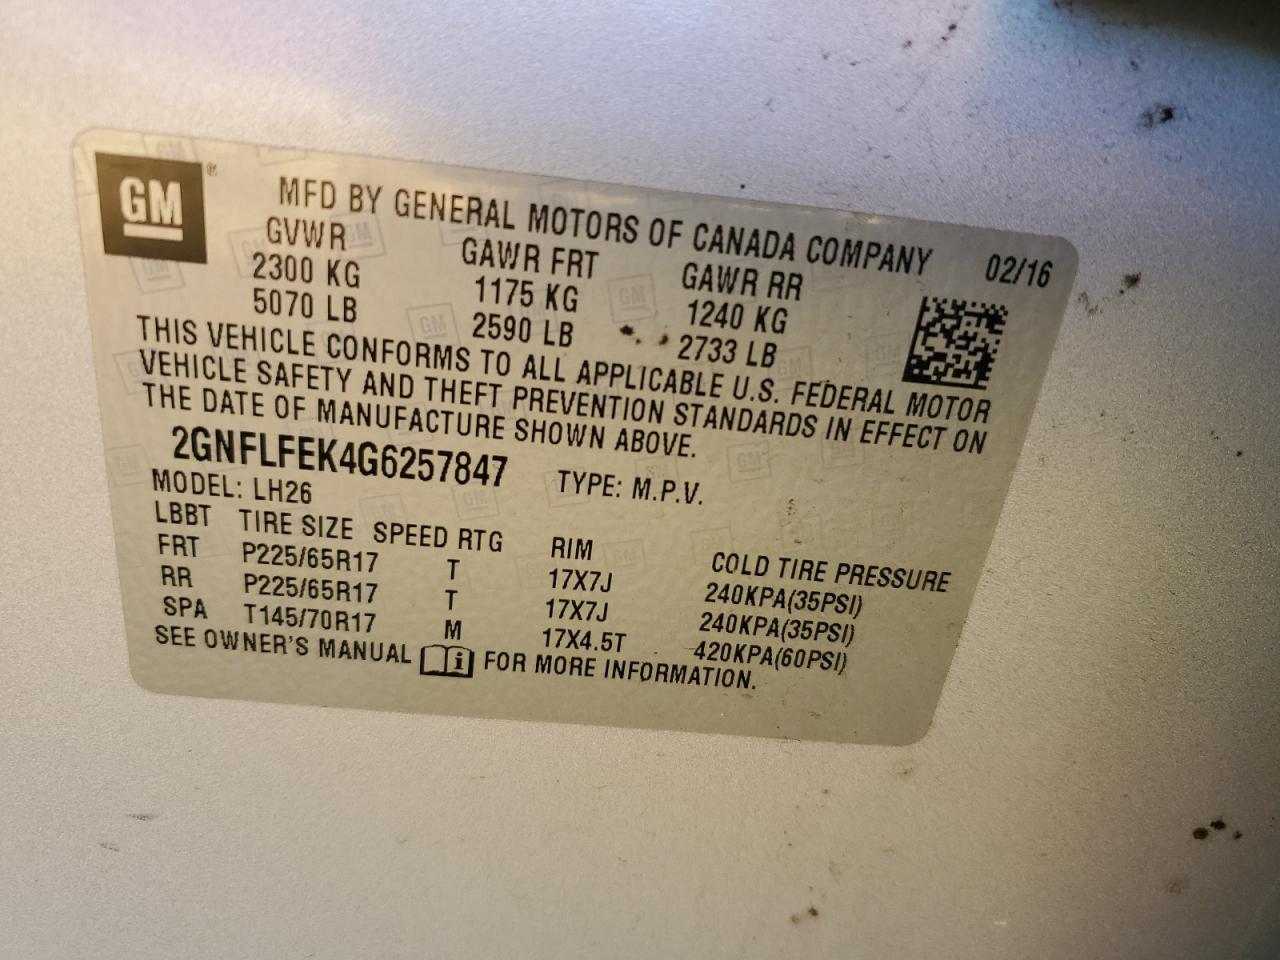 GM ®
MFD BY GENERAL MOTORS OF CANADA COMPANY 02/16
GVWR GAWR FRT GAWR RR
2300 KG 1175 KG 1240 KG
5070 LB 2590 LB 2733 LB
THIS VEHICLE CONFORMS TO ALL APPLICABLE U.S. FEDERAL MOTOR
VEHICLE SAFETY AND THEFT PREVENTION STANDARDS IN EFFECT ON
THE DATE OF MANUFACTURE SHOWN ABOVE.
2GNFLFEK4G6257847 TYPE: M.P.V.
MODEL: LH26
LBBT TIRE SIZE SPEED RTG RIM COLD TIRE PRESSURE
FRT P225/65R17 T 17X7J 240KPA(35PSI)
RR P225/65R17 T 17X7J 240KPA(35PSI)
SPA T145/70R17 M 17X4.5T 420KPA(60PSI)
SEE OWNER'S MANUAL i FOR MORE INFORMATION.